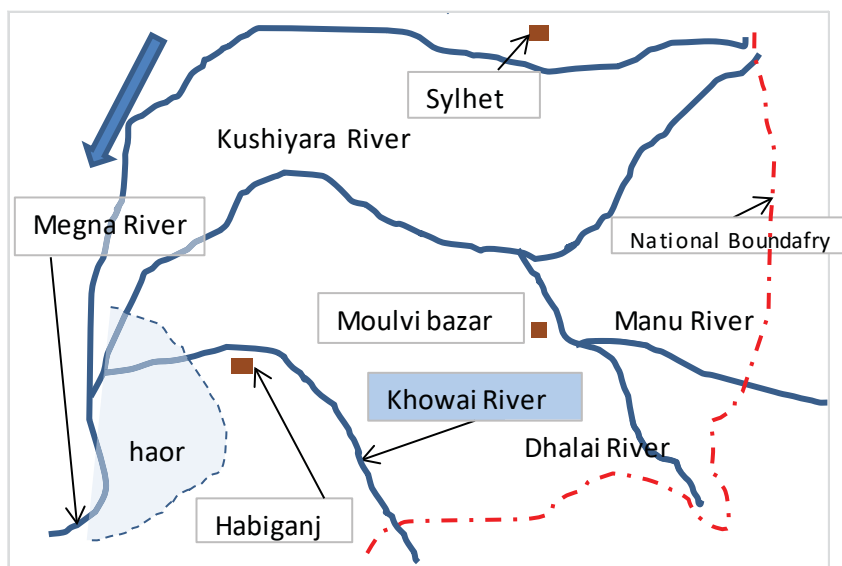 Sylhet
Kushiyara River
Megna River
National Boundafry
Moulvi bazar
Manu River
Khowai River
haor
Dhalai River
Habiganj